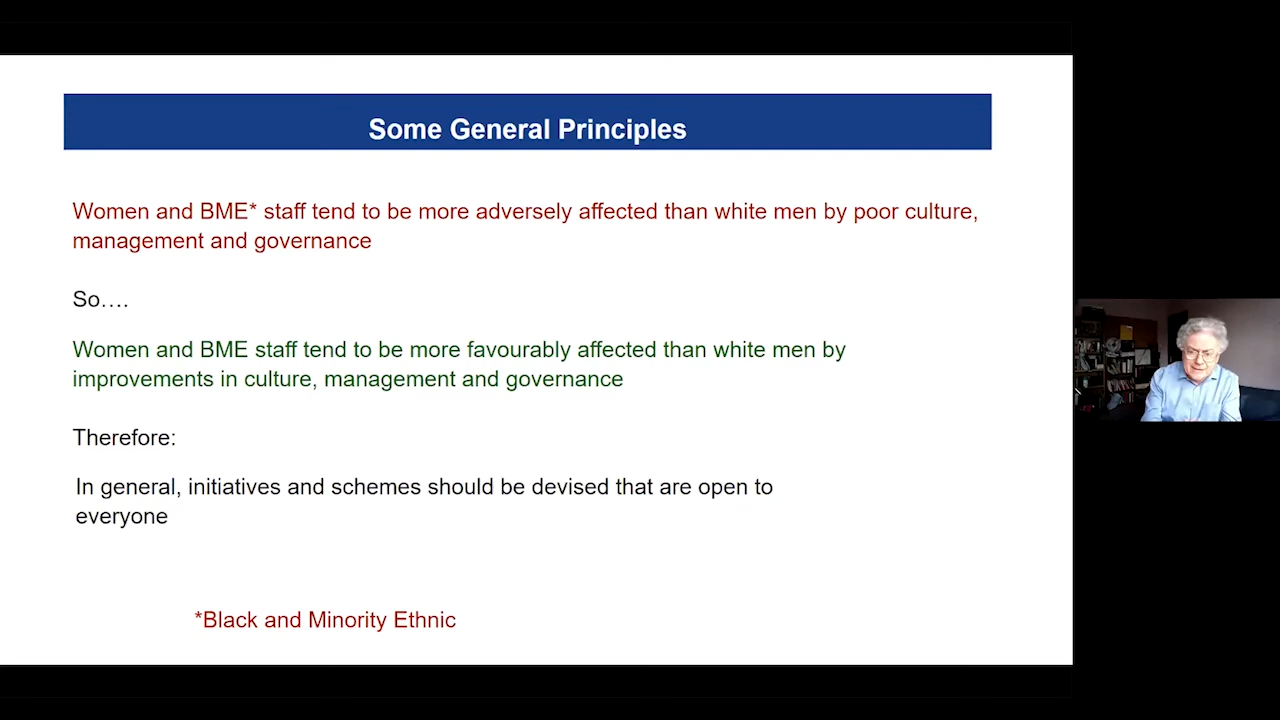 Some General Principles
Women and BME* staff tend to be more adversely affected than white men by poor culture,
management and governance
So….
Women and BME staff tend to be more favourably affected than white men by
improvements in culture, management and governance
Therefore:
In general, initiatives and schemes should be devised that are open to
everyone
*Black and Minority Ethnic